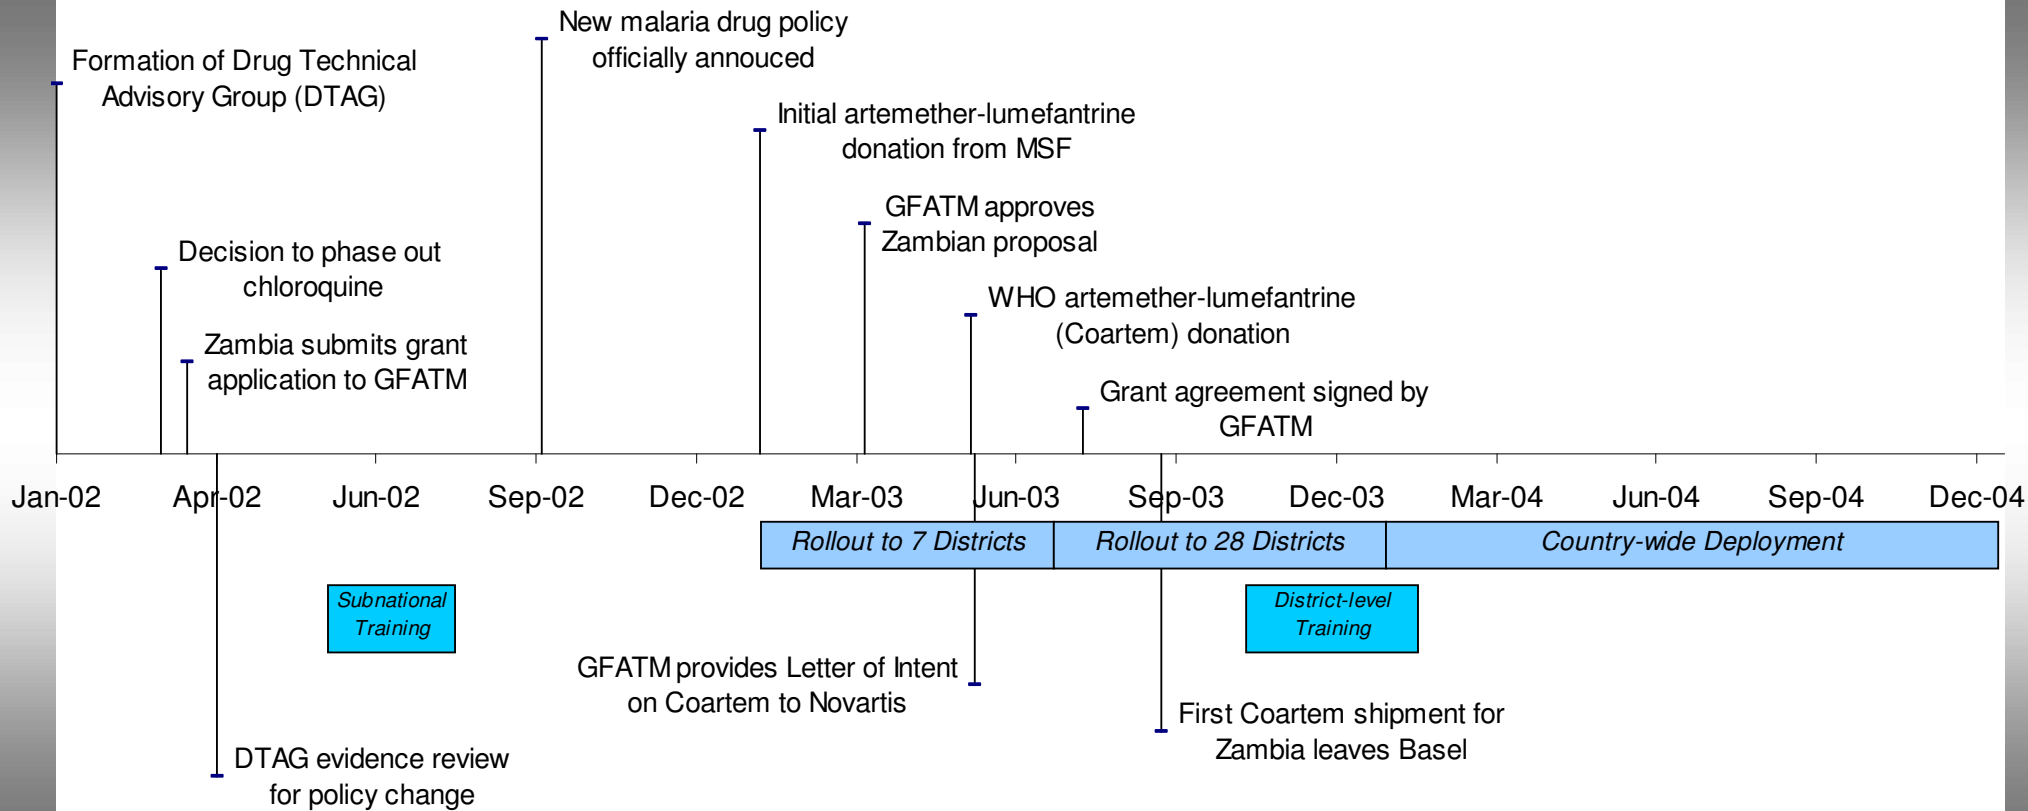 New malaria drug policy
officially annouced
Formation of Drug Technical
Advisory Group (DTAG)
Initial artemether-lumefantrine
donation from MSF
GFATM approves
Zambian proposal
Decision to phase out
chloroquine
WHO artemether-lumefantrine
(Coartem) donation
Zambia submits grant
application to GFATM
Grant agreement signed by
GFATM
Jan-02 Apr-02 Jun-02 Sep-02 Dec-02 Mar-03 Jun-03 Sep-03 Dec-03 Mar-04 Jun-04 Sep-04 Dec-04
Rollout to 7 Districts Rollout to 28 Districts Country-wide Deployment
Subnational
Training
District-level
Training
GFATM provides Letter of Intent
on Coartem to Novartis
First Coartem shipment for
Zambia leaves Basel
DTAG evidence review
for policy change